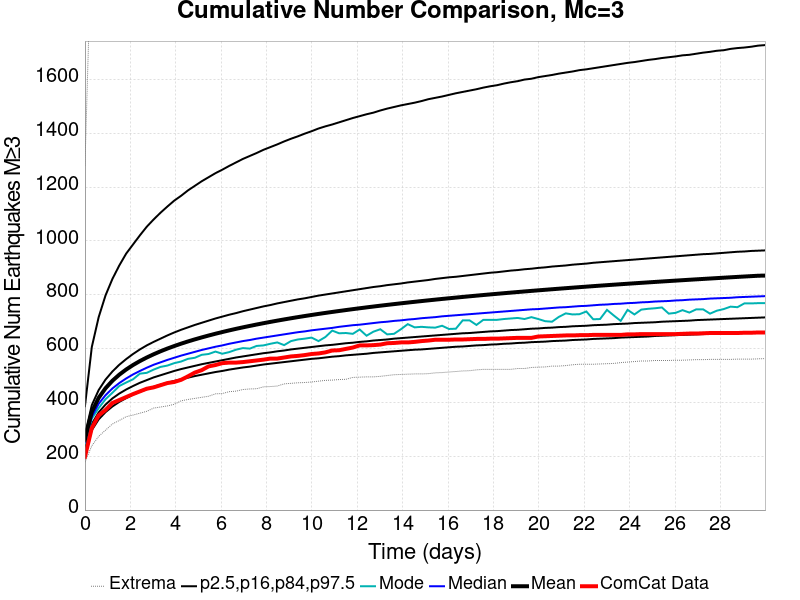 Cumulative Number Comparison, Mc=3
Cumulative Num Earthquakes M≥3
1600
1400
1200
1000
800
600
400
200
0
0 2 4 6 8 10 12 14 16 18 20 22 24 26 28
Time (days)
Extrema p2.5,p16,p84,p97.5 Mode Median Mean ComCat Data